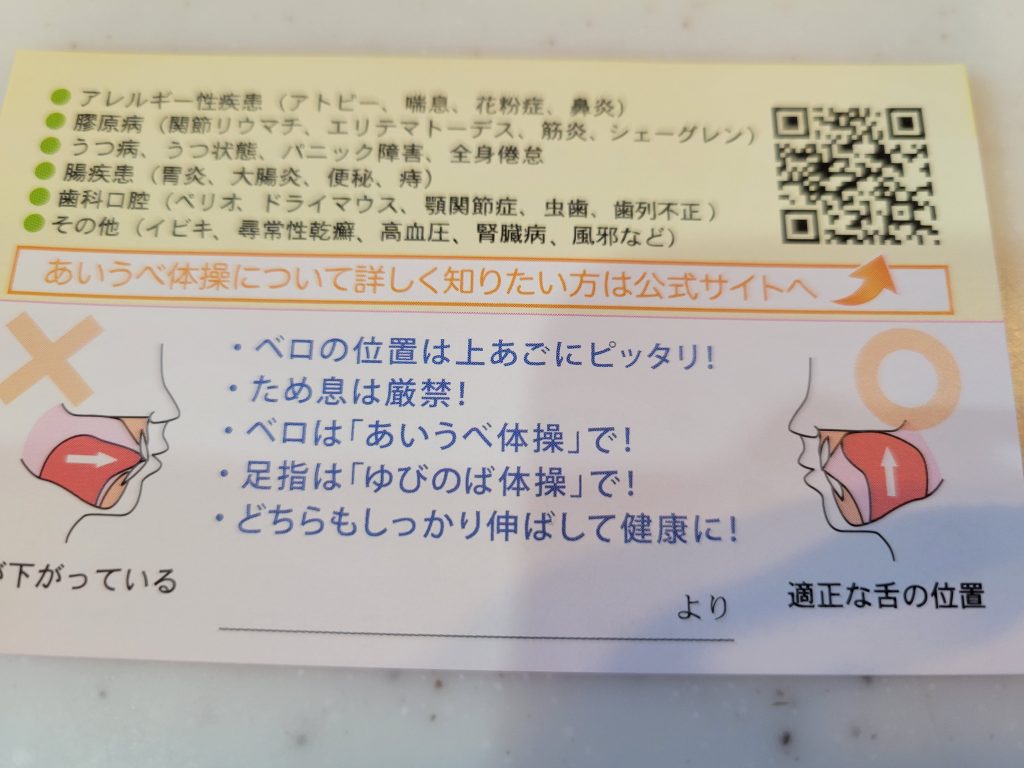 ●アレルギー性疾患（アトピー、喘息、花粉症、鼻炎）
●膠原病（関節リウマチ、エリテマトーデス、筋炎、シェーグレン）
●うつ病、うつ状態、パニック障害、全身倦怠
●腸疾患（胃炎、大腸炎、便秘、痔）
●歯科口腔（ペリオ、ドライマウス、顎関節症、虫歯、歯列不正）
●その他（イビキ、尋常性乾癬、高血圧、腎臓病、風邪など）
あいうべ体操について詳しく知りたい方は公式サイトへ
・ベロの位置は上あごにピッタリ！
・ため息は厳禁！
・ベロは「あいうべ体操」で！
・足指は「ゆびのば体操」で！
・どちらもしっかり伸ばして健康に！
が下がっている
適正な舌の位置
より